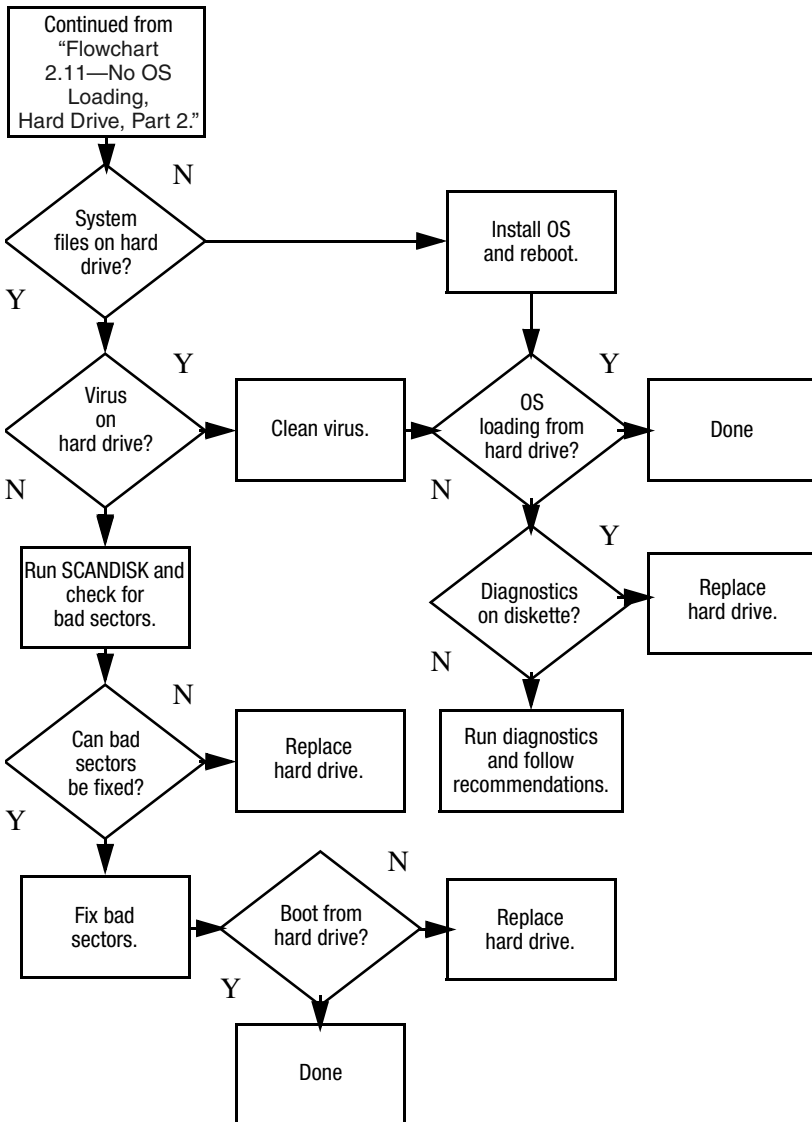 Continued from
“Flowchart
2.11—No OS
Loading,
Hard Drive, Part 2.”
N
System
files on hard
drive?
Install OS
and reboot.
Y
Y
Y
Virus
on
hard drive?
Clean virus.
OS
loading from
hard drive?
Done
N
N
Y
Run SCANDISK and
check for
bad sectors.
Diagnostics
on diskette?
Replace
hard drive.
N
N
Can bad
sectors
be fixed?
Replace
hard drive.
Run diagnostics
and follow
recommendations.
Y
N
Fix bad
sectors.
Boot from
hard drive?
Replace
hard drive.
Y
Done